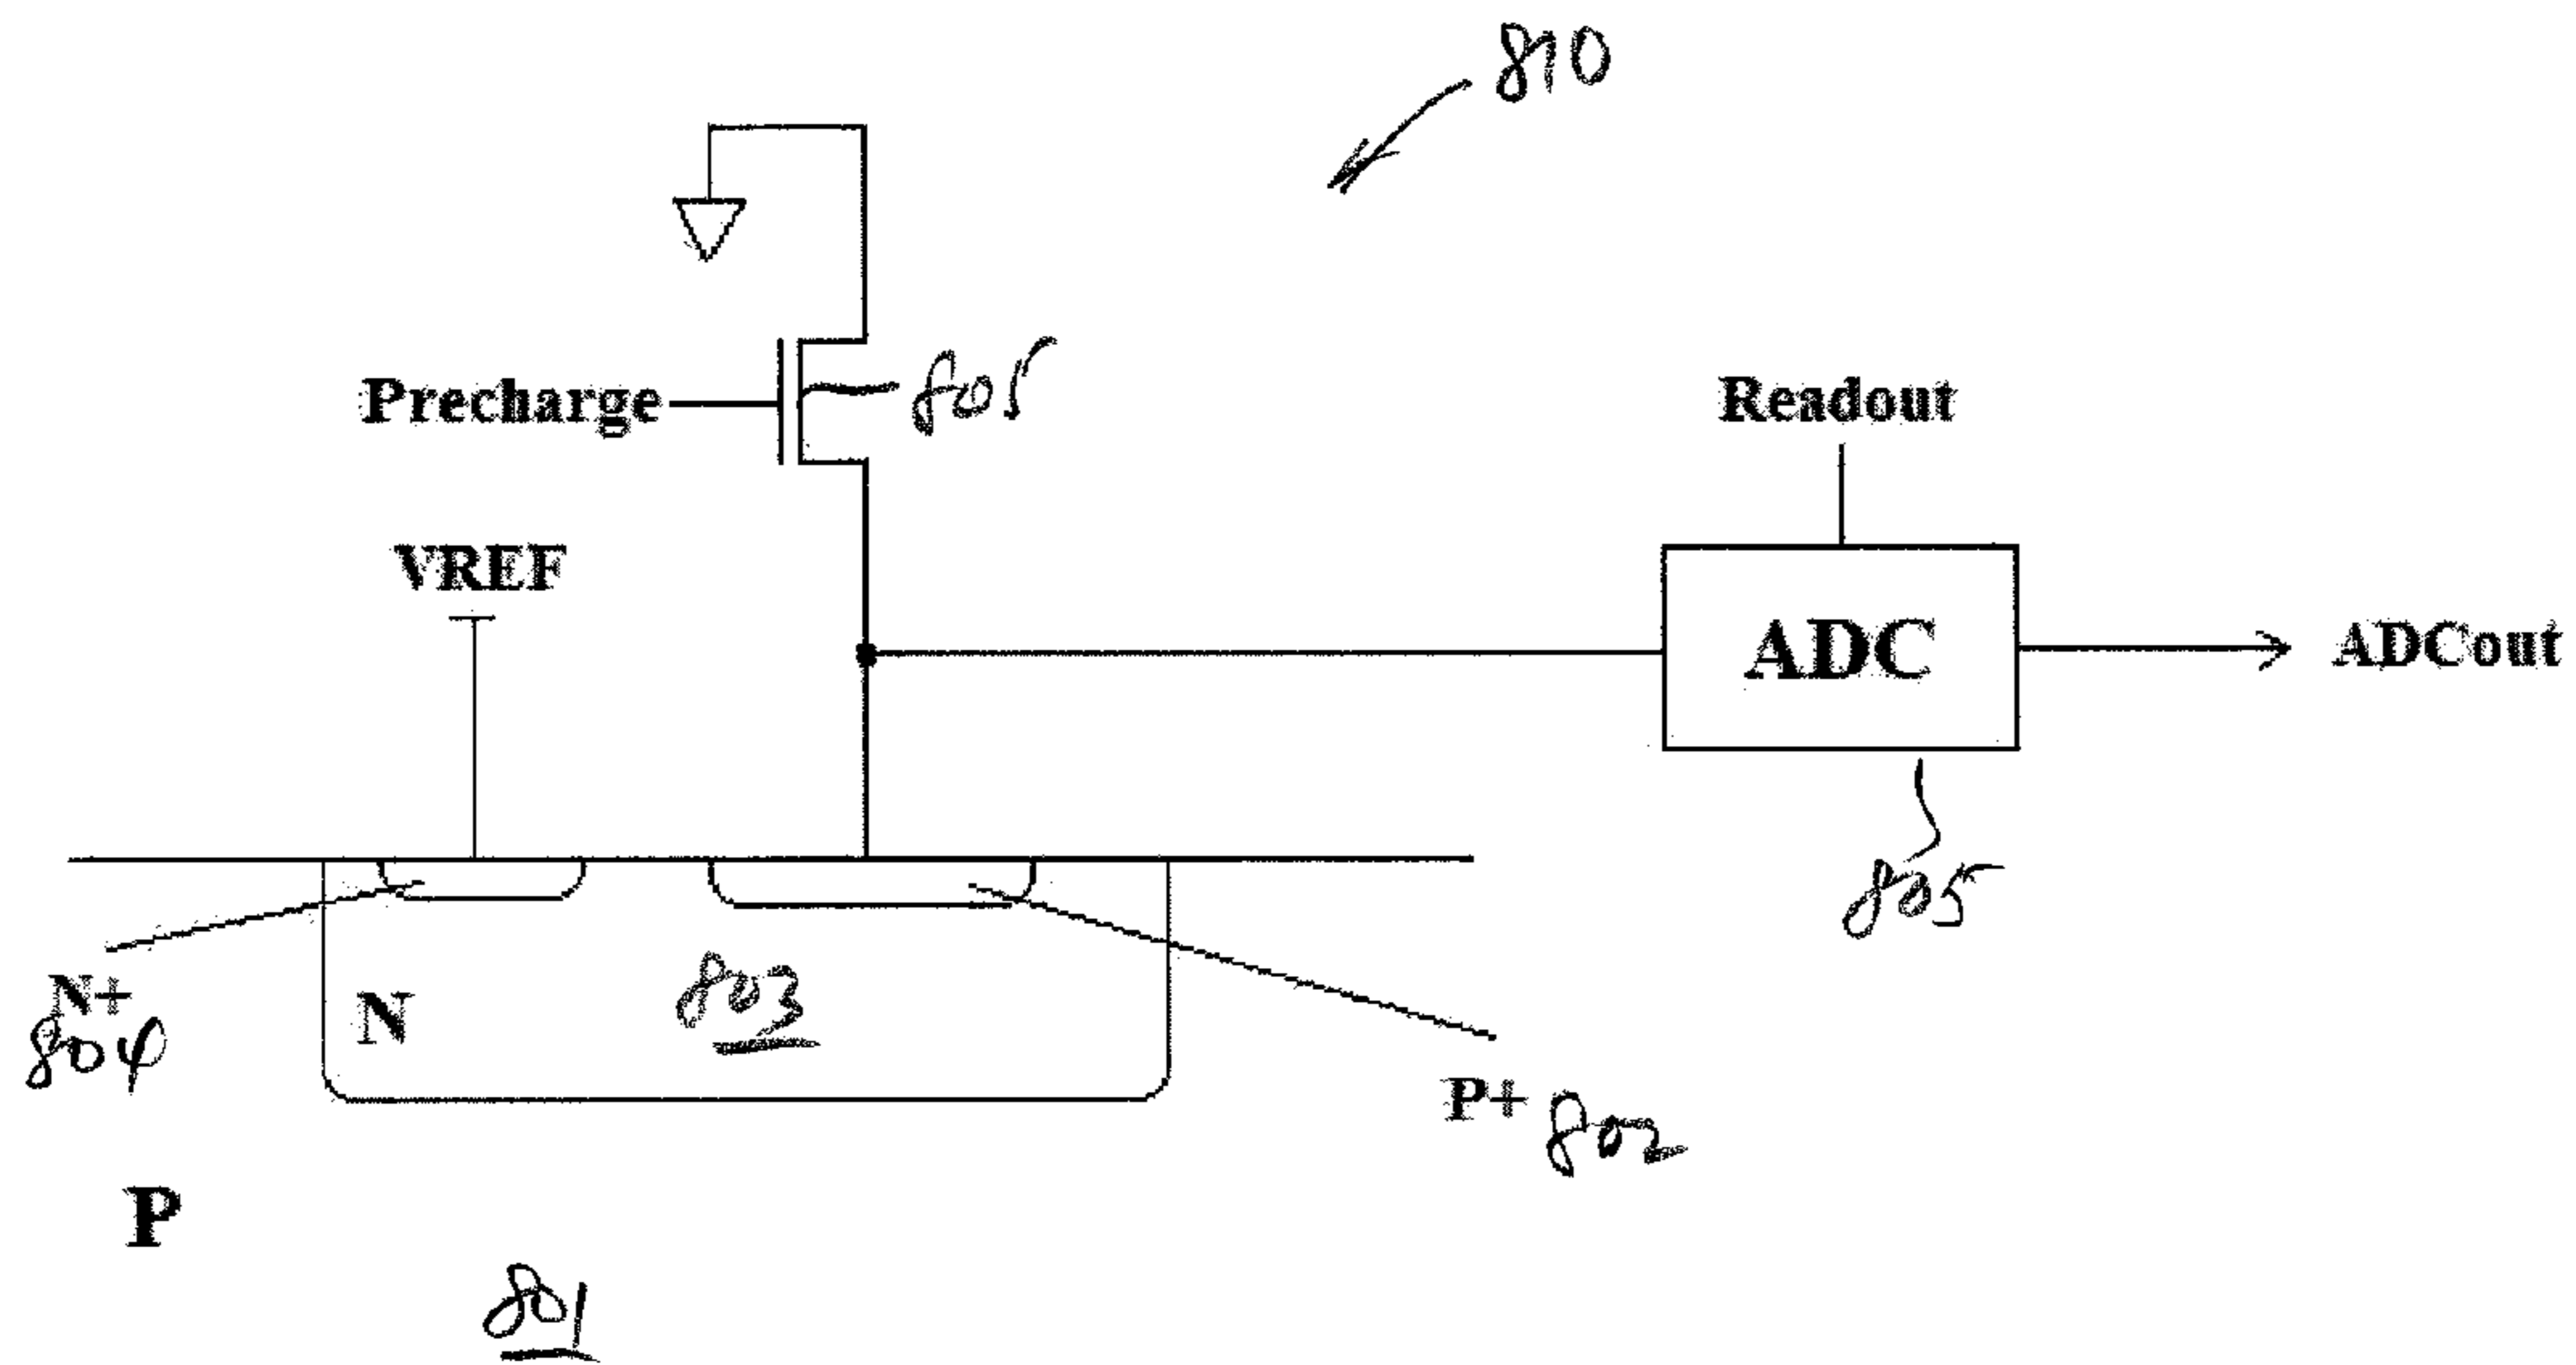 810
Precharge
805
Readout
VREF
ADC
ADCout
805
N+
804
N
803
P+ 802
P
801